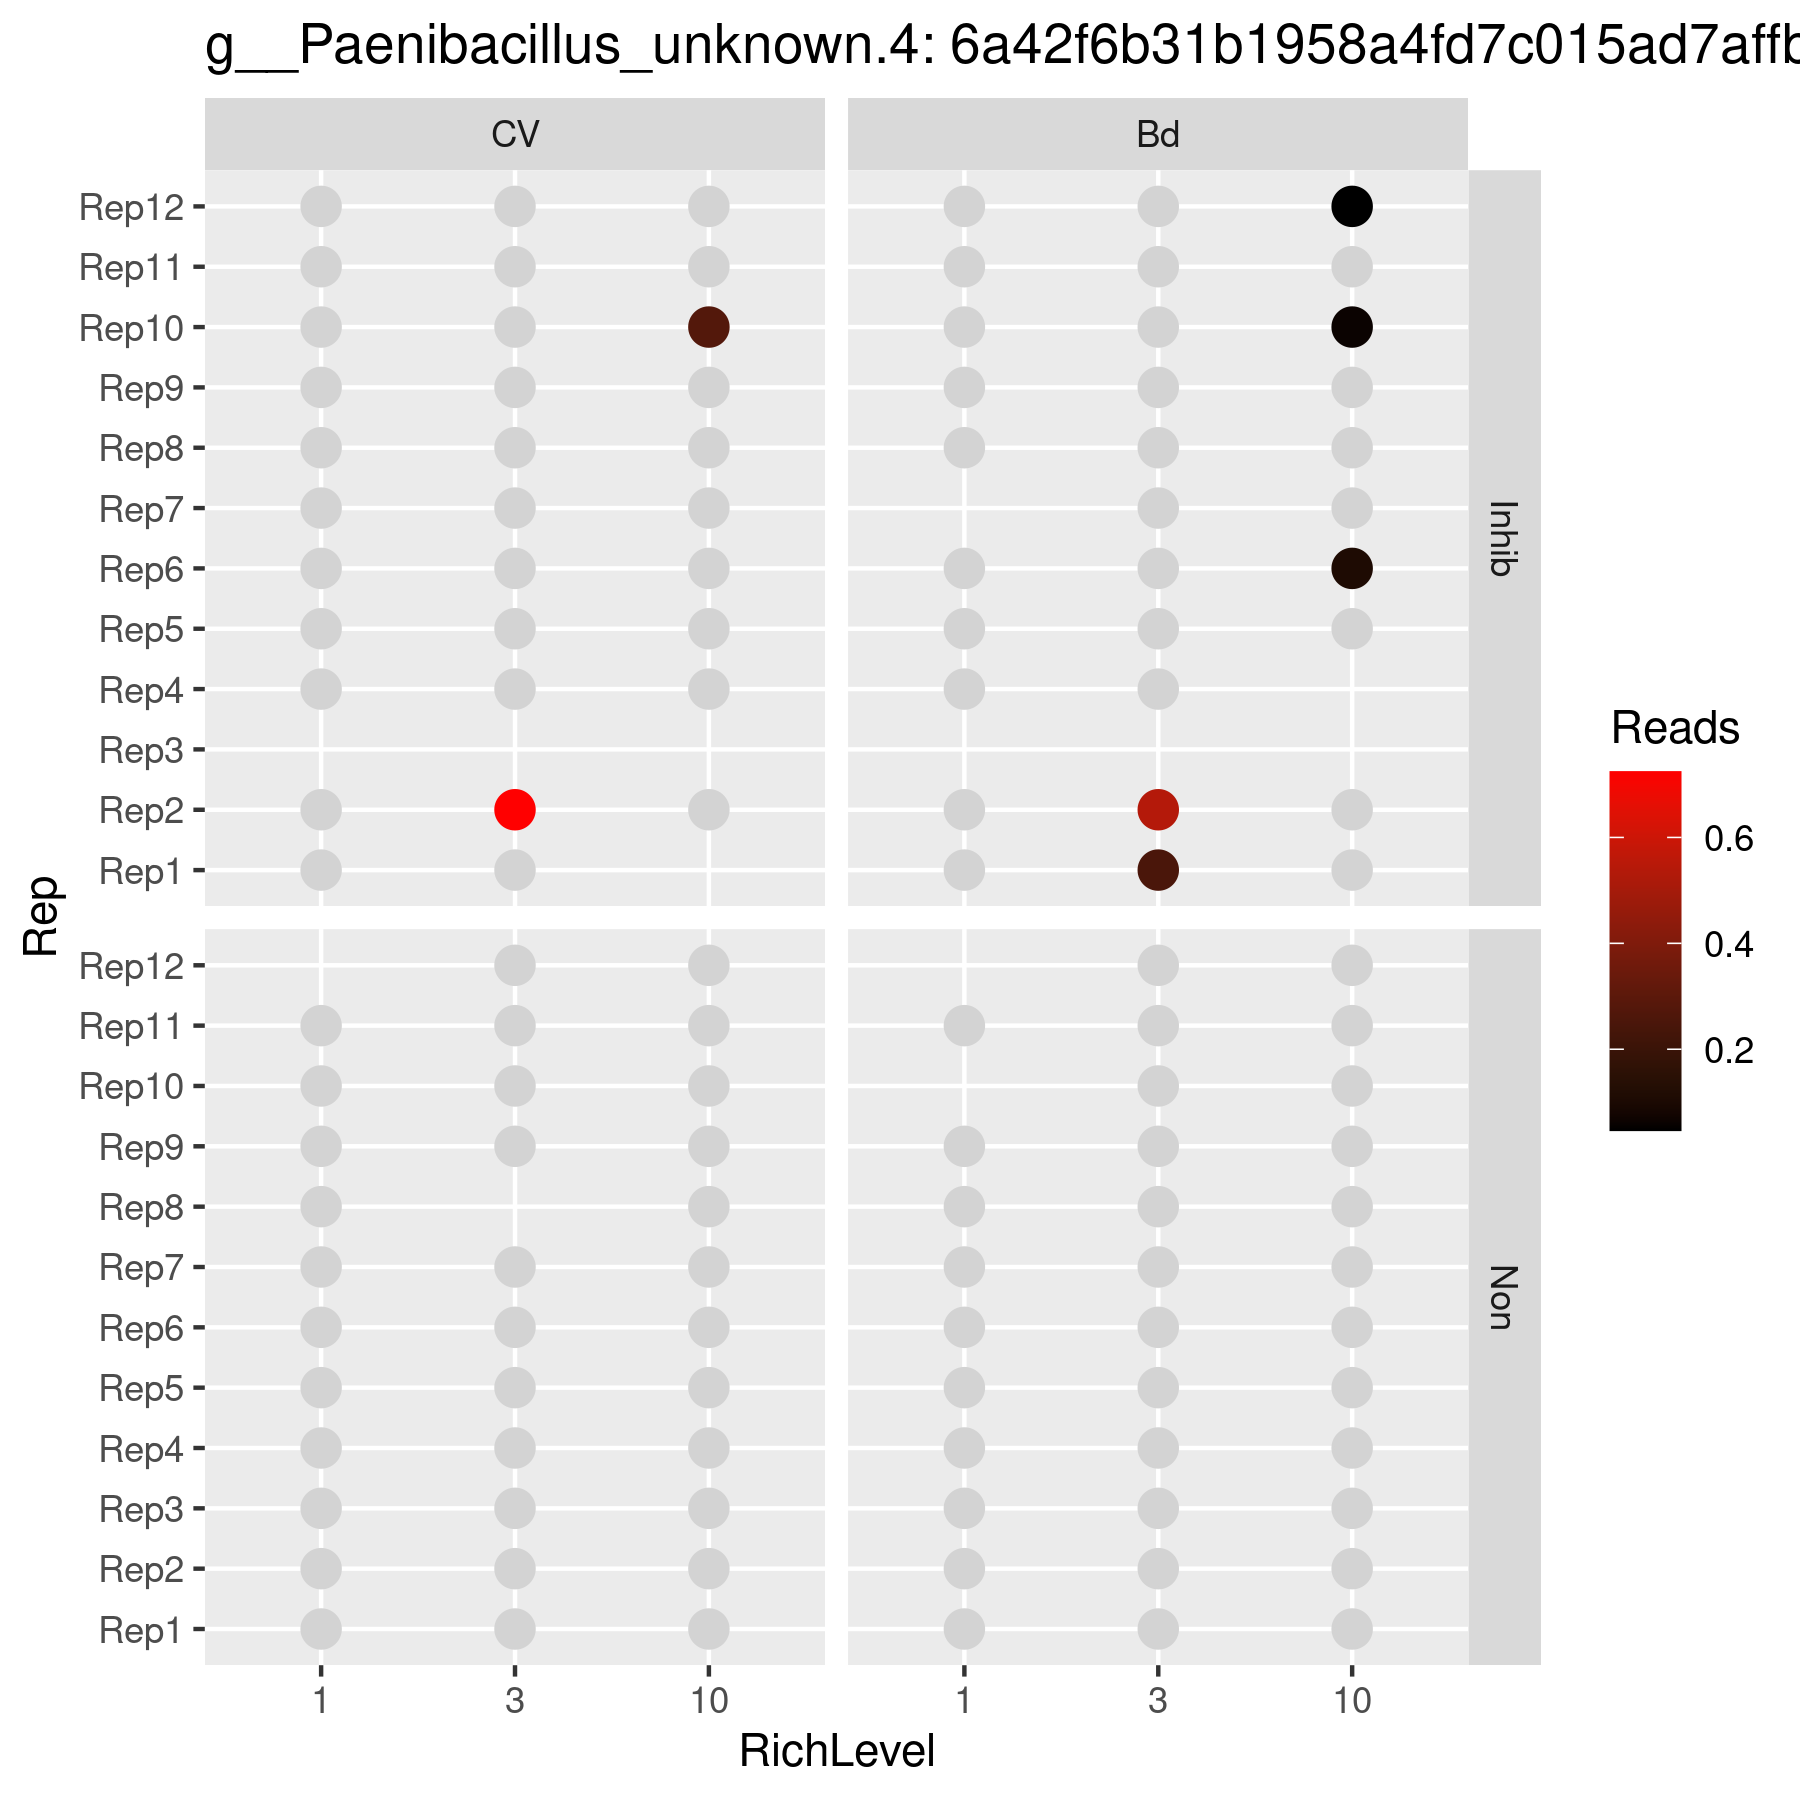 g__Paenibacillus_unknown.4: 6a42f6b31b1958a4fd7c015ad7affb
CV
Bd
Rep12
Rep11
Rep10
Rep9
Rep8
Rep7
Rep6
Rep5
Rep4
Rep3
Rep2
Rep1
Inhib
Rep12
Rep11
Rep10
Rep9
Rep8
Rep7
Rep6
Rep5
Rep4
Rep3
Rep2
Rep1
Non
Rep
1 3 10
1 3 10
RichLevel
Reads
0.6
0.4
0.2